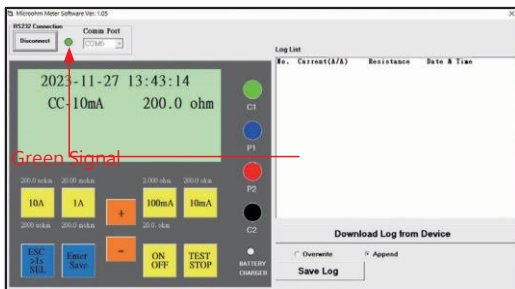 Microohm Meter Software Ver. 1.05
RS232 Connection
Disconnect
Comm Port
COM6
2023-11-27 13:43:14
CC-10mA 200.0 ohm
Green Signal
200.0 mohm 20.00 mohm 2.000 ohm 200.0 ohm
10A 1A 100mA 10mA
+
2000 uohm 200.0 mohm 20.0 ohm
-
ESC
>1s
SEL
Enter
Save
ON
OFF
TEST
STOP
C1
P1
P2
C2
BATTERY
CHARGER
Log List
No. Current(A/A) Resistance Date & Time
Download Log from Device
Overwrite Append
Save Log